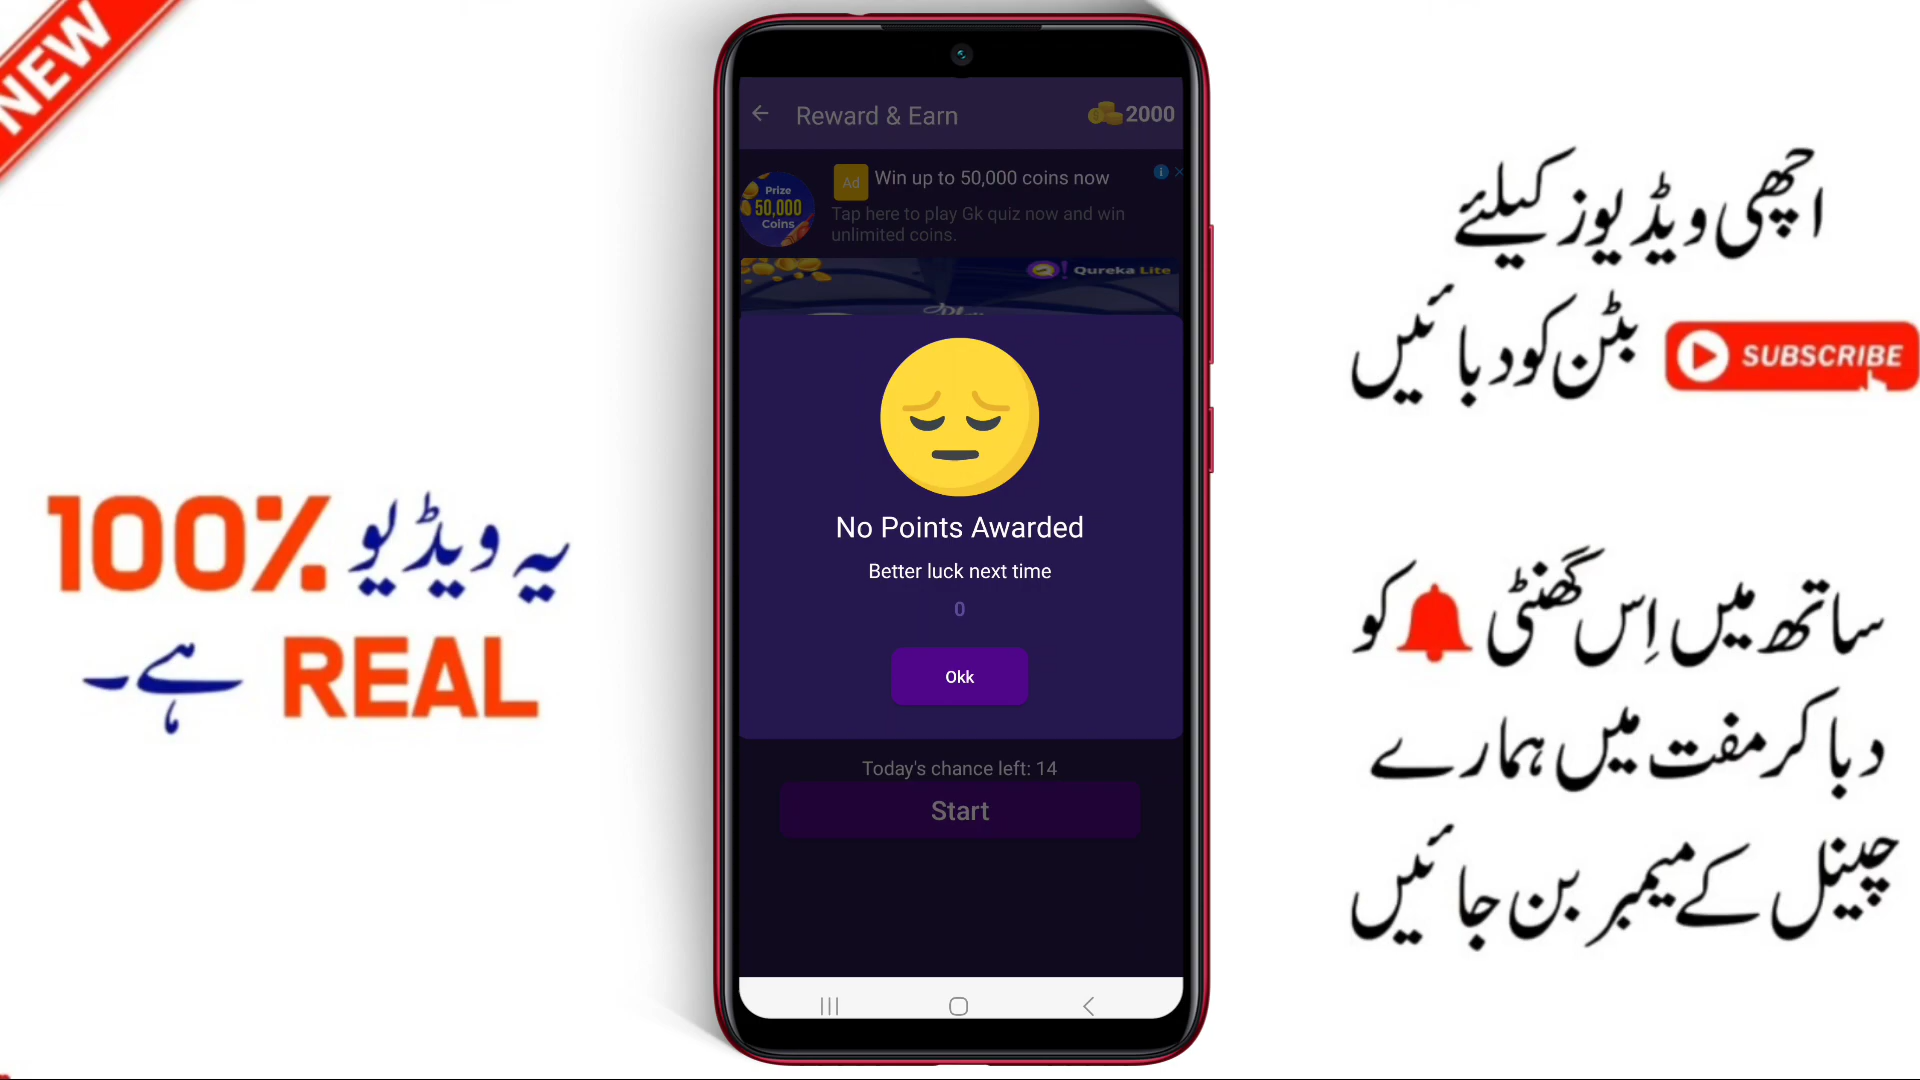 NEW
یہ ویڈیو 100%
REAL ہے۔
Reward & Earn
2000
Prize
50,000
Coins
Ad
Win up to 50,000 coins now
Tap here to play Gk quiz now and win
unlimited coins.
Qureka Lite
No Points Awarded
Better luck next time
0
Okk
Today's chance left: 14
Start
اچھی ویڈیوز کیلئے
بٹن کو دبائیں
SUBSCRIBE
ساتھ میں اِس گھنٹی کو
دبا کر مفت میں ہمارے
چینل کے میمبر بن جائیں